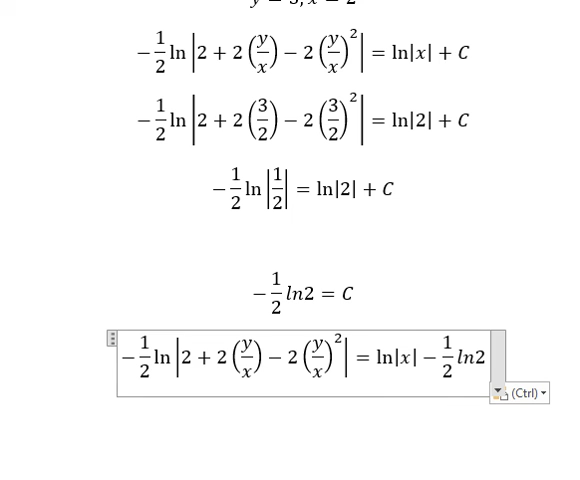 y = 3, x = 2
−1/2 ln |2 + 2(y/x) − 2(y/x)²| = ln|x| + C
−1/2 ln |2 + 2(3/2) − 2(3/2)²| = ln|2| + C
−1/2 ln |1/2| = ln|2| + C
−1/2 ln2 = C
−1/2 ln |2 + 2(y/x) − 2(y/x)²| = ln|x| − 1/2 ln2
(Ctrl)